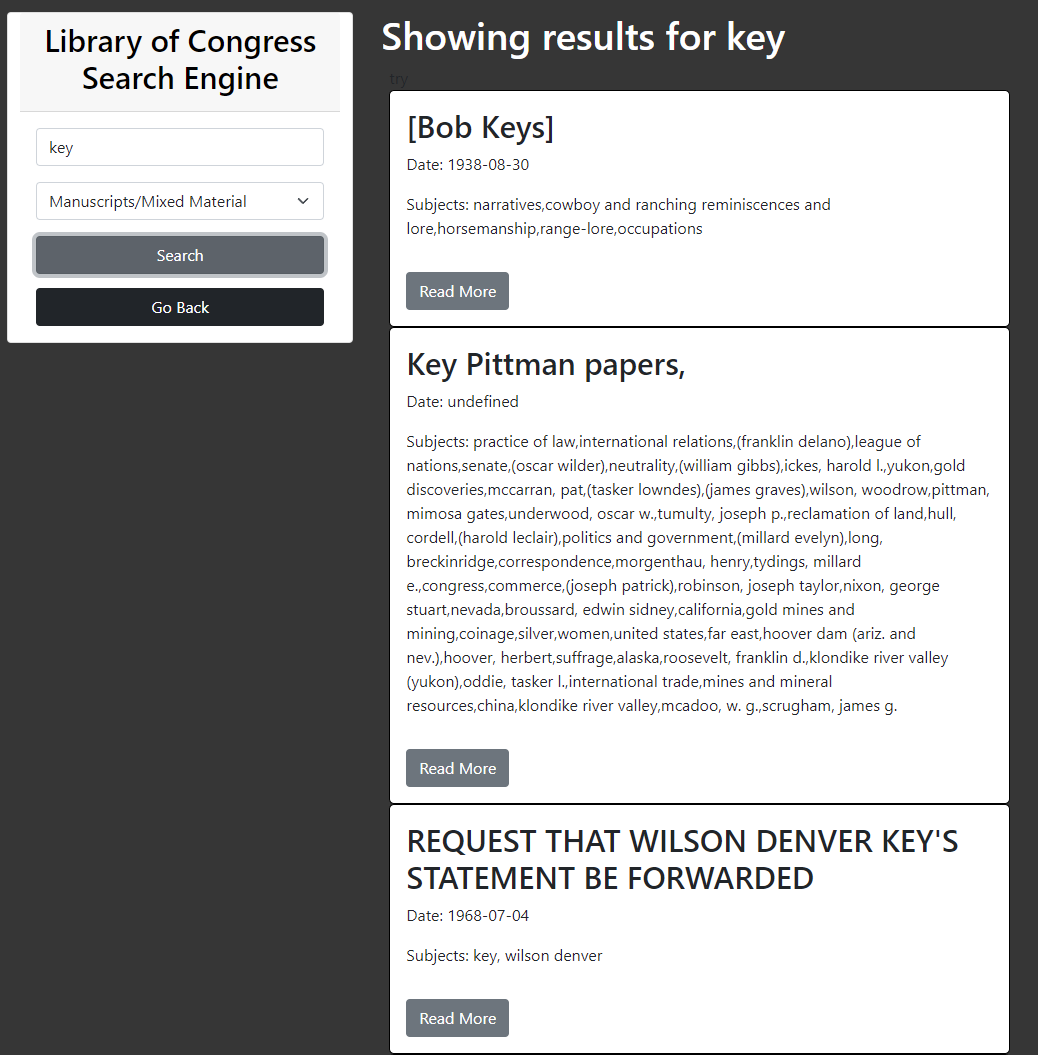 Library of Congress
Search Engine
key
Manuscripts/Mixed Material
Search
Go Back
Showing results for key
try
[Bob Keys]
Date: 1938-08-30
Subjects: narratives,cowboy and ranching reminiscences and
lore,horsemanship,range-lore,occupations
Read More
Key Pittman papers,
Date: undefined
Subjects: practice of law,international relations,(franklin delano),league of
nations,senate,(oscar wilder),neutrality,(william gibbs),ickes, harold l.,yukon,gold
discoveries,mccarran, pat,(tasker lowndes),(james graves),wilson, woodrow,pittman,
mimosa gates,underwood, oscar w.,tumulty, joseph p.,reclamation of land,hull,
cordell,(harold leclair),politics and government,(millard evelyn),long,
breckinridge,correspondence,morgenthau, henry,tydings, millard
e.,congress,commerce,(joseph patrick),robinson, joseph taylor,nixon, george
stuart,nevada,broussard, edwin sidney,california,gold mines and
mining,coinage,silver,women,united states,far east,hoover dam (ariz. and
nev.),hoover, herbert,suffrage,alaska,roosevelt, franklin d.,klondike river valley
(yukon),oddie, tasker l.,international trade,mines and mineral
resources,china,klondike river valley,mcadoo, w. g.,scrugham, james g.
Read More
REQUEST THAT WILSON DENVER KEY'S
STATEMENT BE FORWARDED
Date: 1968-07-04
Subjects: key, wilson denver
Read More